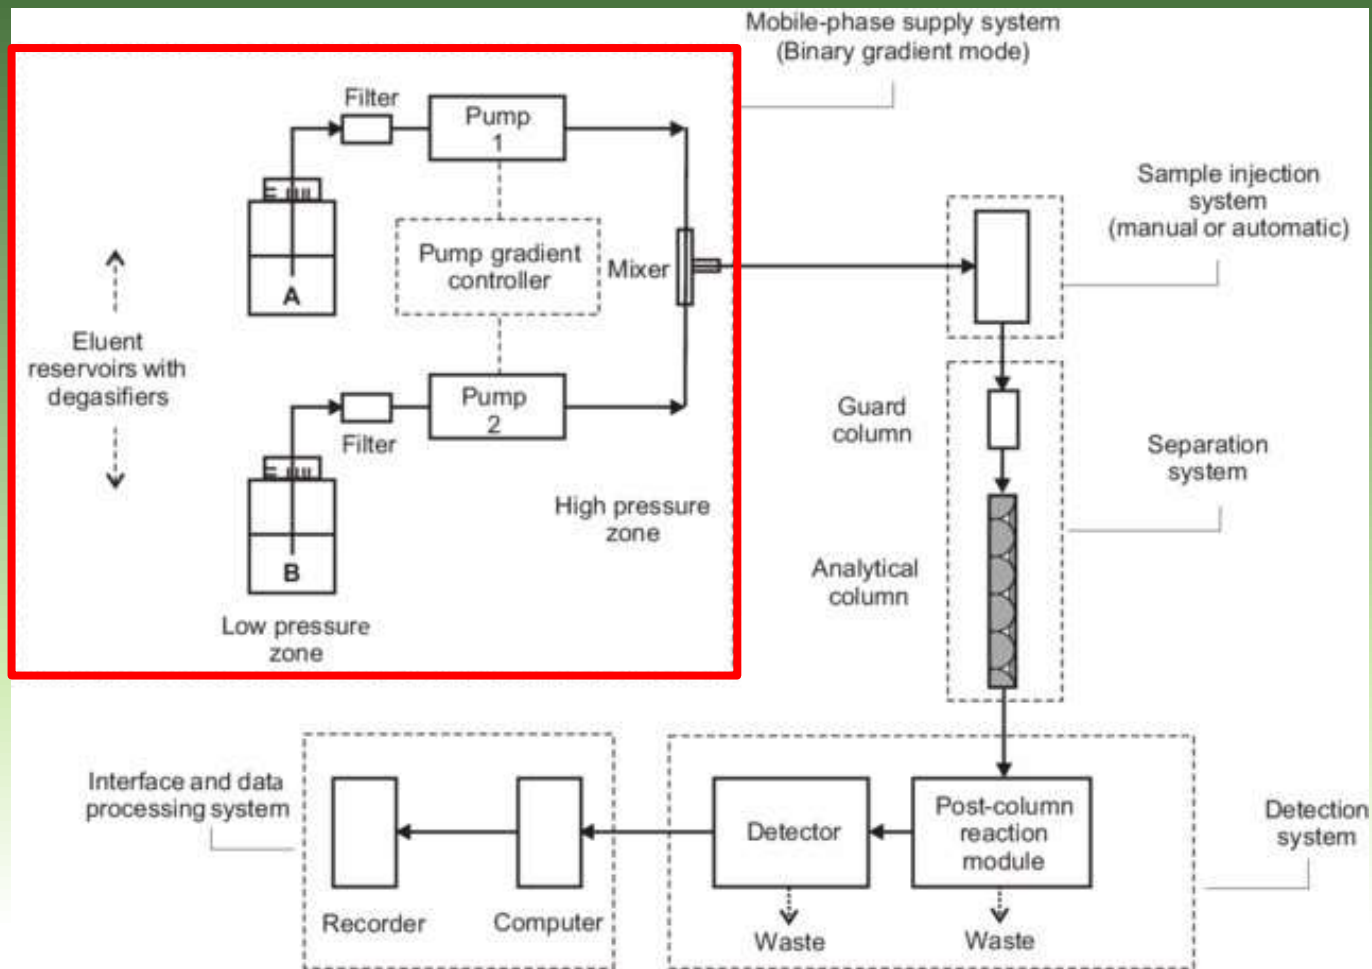 Mobile-phase supply system
(Binary gradient mode)
Filter
Pump
1
A
Pump gradient
controller
Mixer
Eluent
reservoirs with
degasifiers
Pump
2
Filter
B
High pressure
zone
Low pressure
zone
Sample injection
system
(manual or automatic)
Guard
column
Separation
system
Analytical
column
Interface and data
processing system
Recorder
Computer
Detector
Post-column
reaction
module
Detection
system
Waste
Waste